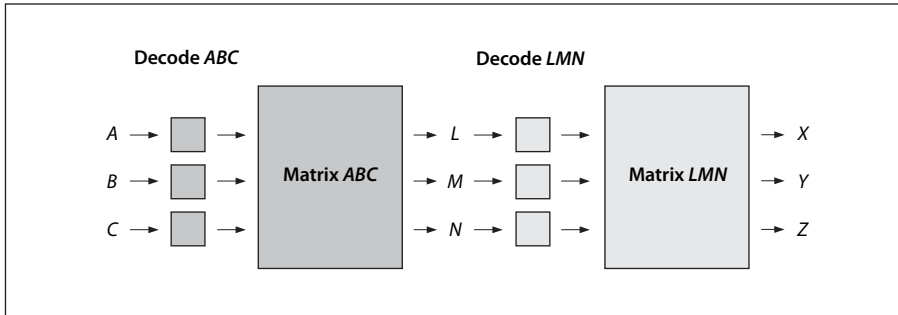 Decode ABC Decode LMN
A L X
B Matrix ABC M Matrix LMN Y
C N Z